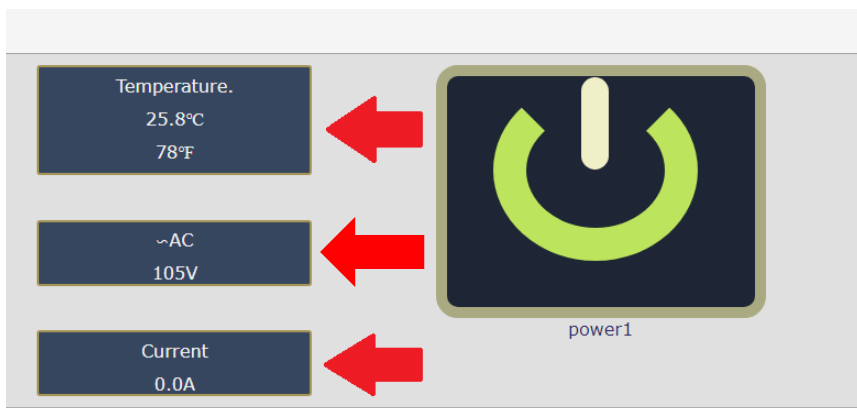 Temperature.
25.8℃
78℉
∽AC
105V
Current
0.0A
power1